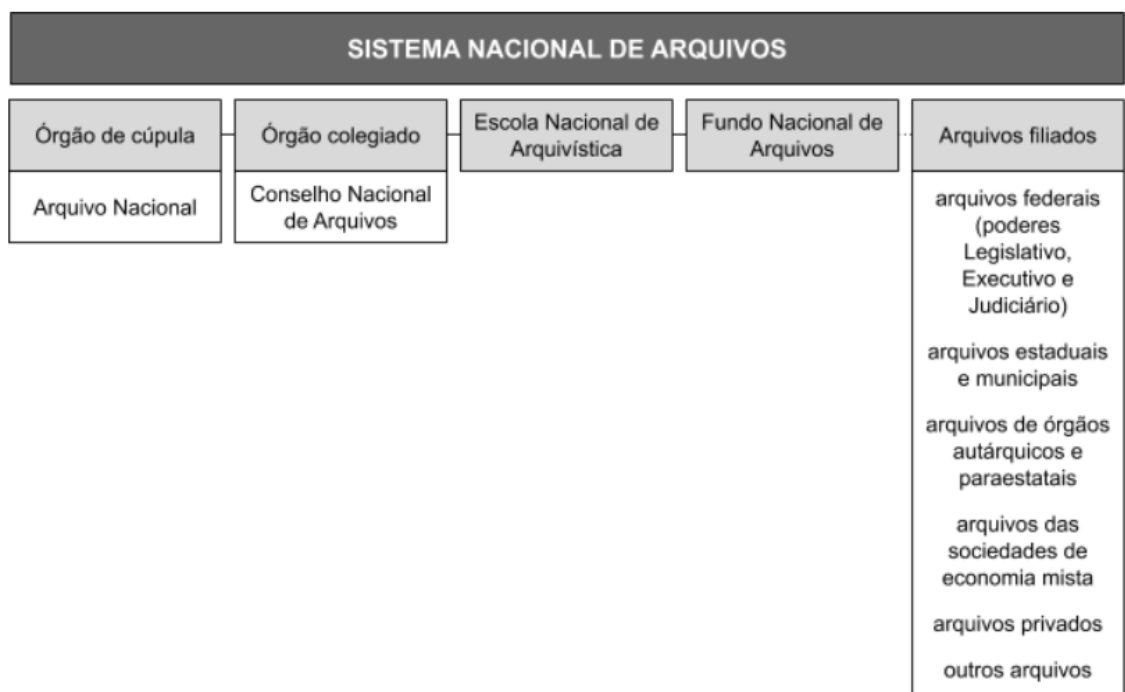 SISTEMA NACIONAL DE ARQUIVOS
Órgão de cúpula
Arquivo Nacional
Órgão colegiado
Conselho Nacional
de Arquivos
Escola Nacional de
Arquivística
Fundo Nacional de
Arquivos
Arquivos filiados
arquivos federais
(poderes
Legislativo,
Executivo e
Judiciário)
arquivos estaduais
e municipais
arquivos de órgãos
autárquicos e
paraestatais
arquivos das
sociedades de
economia mista
arquivos privados
outros arquivos